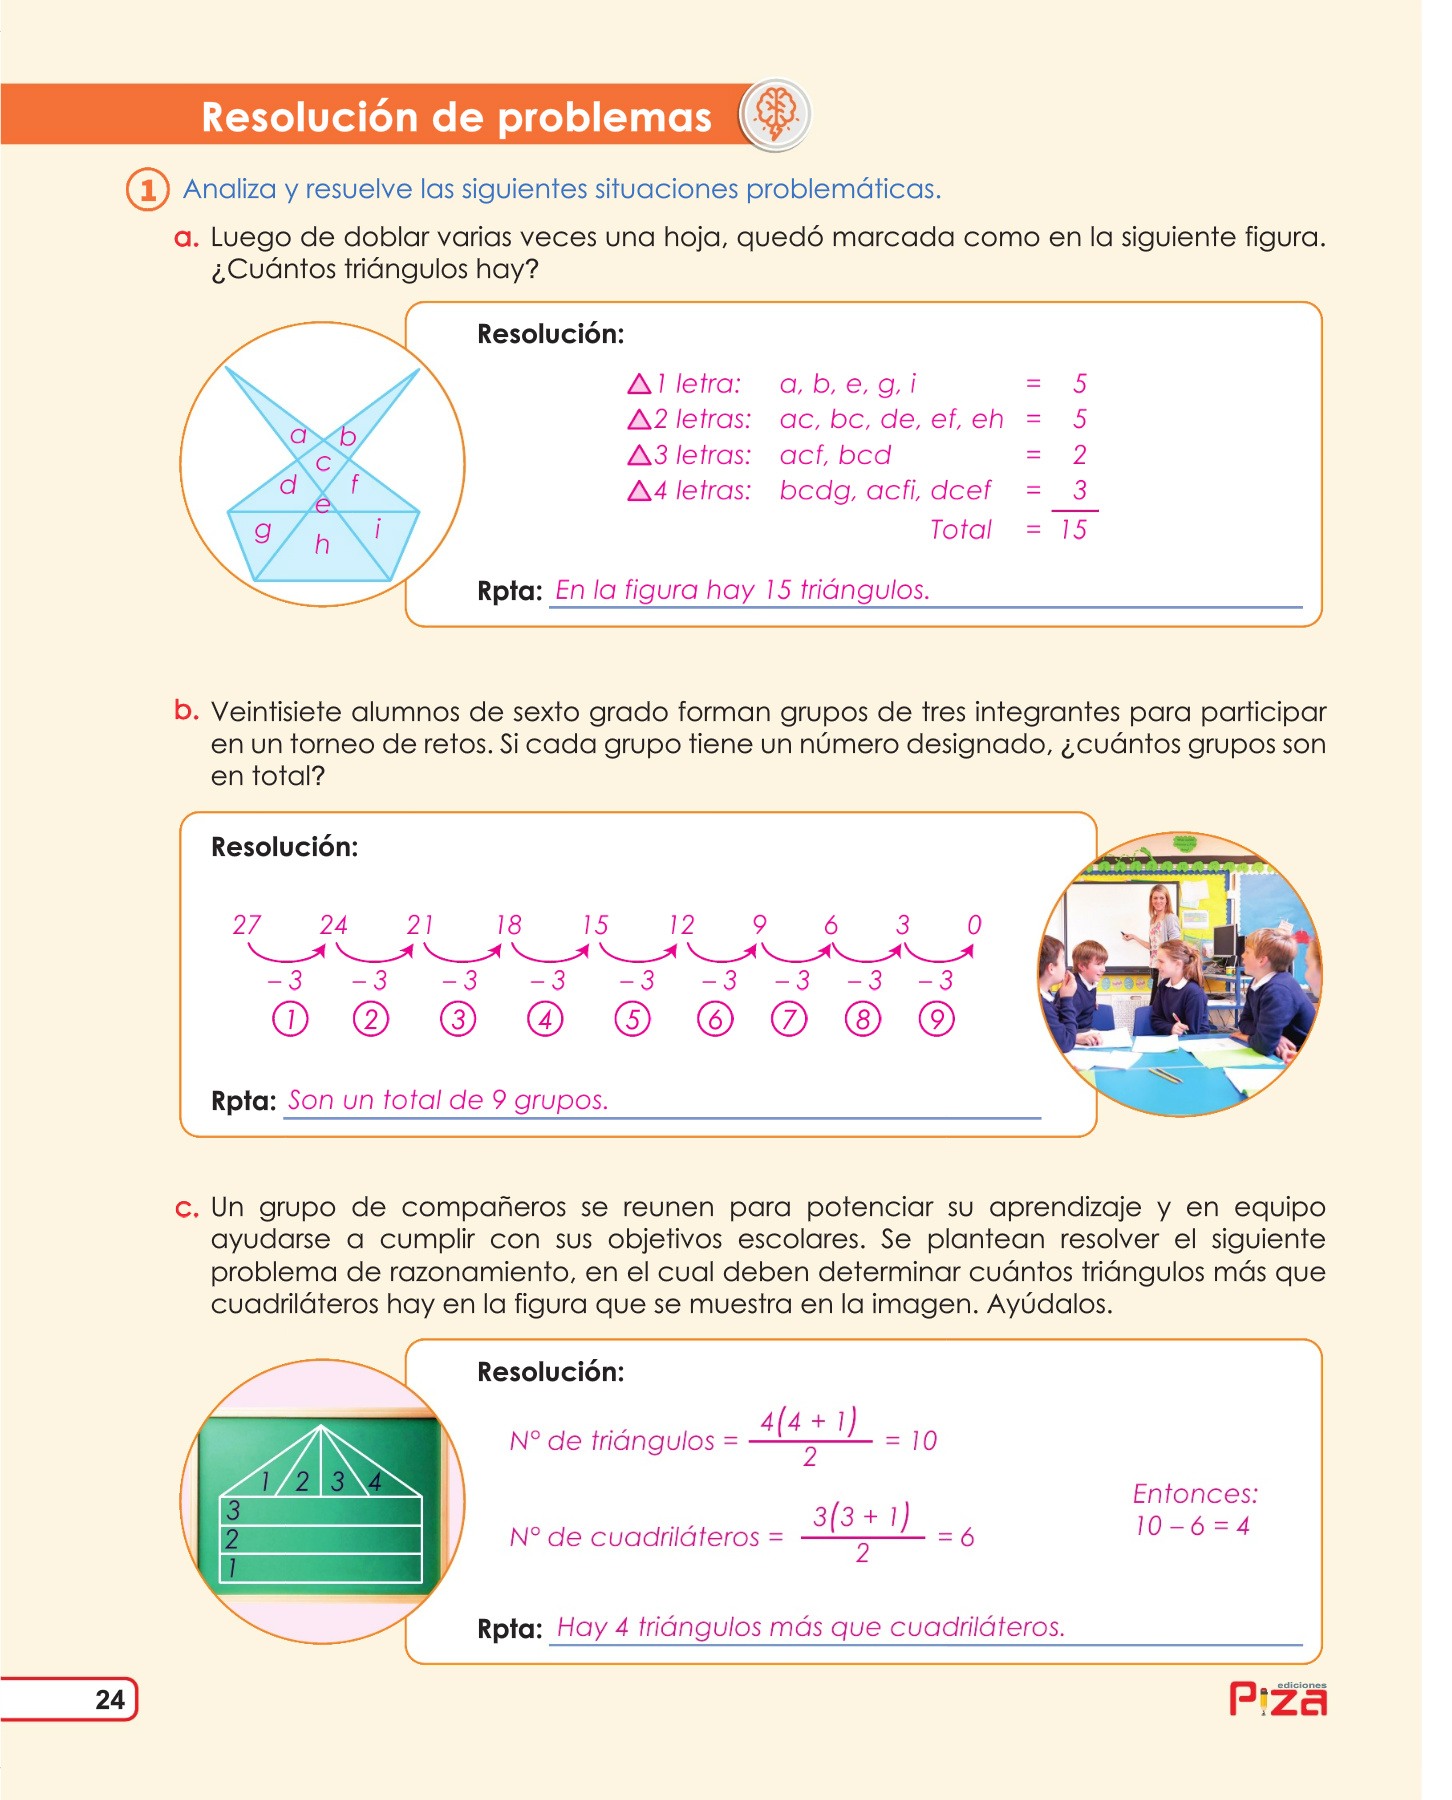 Resolución de problemas
1 Analiza y resuelve las siguientes situaciones problemáticas.
a. Luego de doblar varias veces una hoja, quedó marcada como en la siguiente figura.
¿Cuántos triángulos hay?
a b
c
d f
e
g i
h
Resolución:
△1 letra: a, b, e, g, i = 5
△2 letras: ac, bc, de, ef, eh = 5
△3 letras: acf, bcd = 2
△4 letras: bcdg, acfi, dcef = 3
Total = 15
Rpta: En la figura hay 15 triángulos.
b. Veintisiete alumnos de sexto grado forman grupos de tres integrantes para participar
en un torneo de retos. Si cada grupo tiene un número designado, ¿cuántos grupos son
en total?
Resolución:
27 24 21 18 15 12 9 6 3 0
– 3 – 3 – 3 – 3 – 3 – 3 – 3 – 3 – 3
1 2 3 4 5 6 7 8 9
Rpta: Son un total de 9 grupos.
c. Un grupo de compañeros se reunen para potenciar su aprendizaje y en equipo
ayudarse a cumplir con sus objetivos escolares. Se plantean resolver el siguiente
problema de razonamiento, en el cual deben determinar cuántos triángulos más que
cuadriláteros hay en la figura que se muestra en la imagen. Ayúdalos.
1 2 3 4
3
2
1
Resolución:
N° de triángulos = 4(4 + 1) / 2 = 10
N° de cuadriláteros = 3(3 + 1) / 2 = 6
Entonces:
10 – 6 = 4
Rpta: Hay 4 triángulos más que cuadriláteros.
24
ediciones
Piza